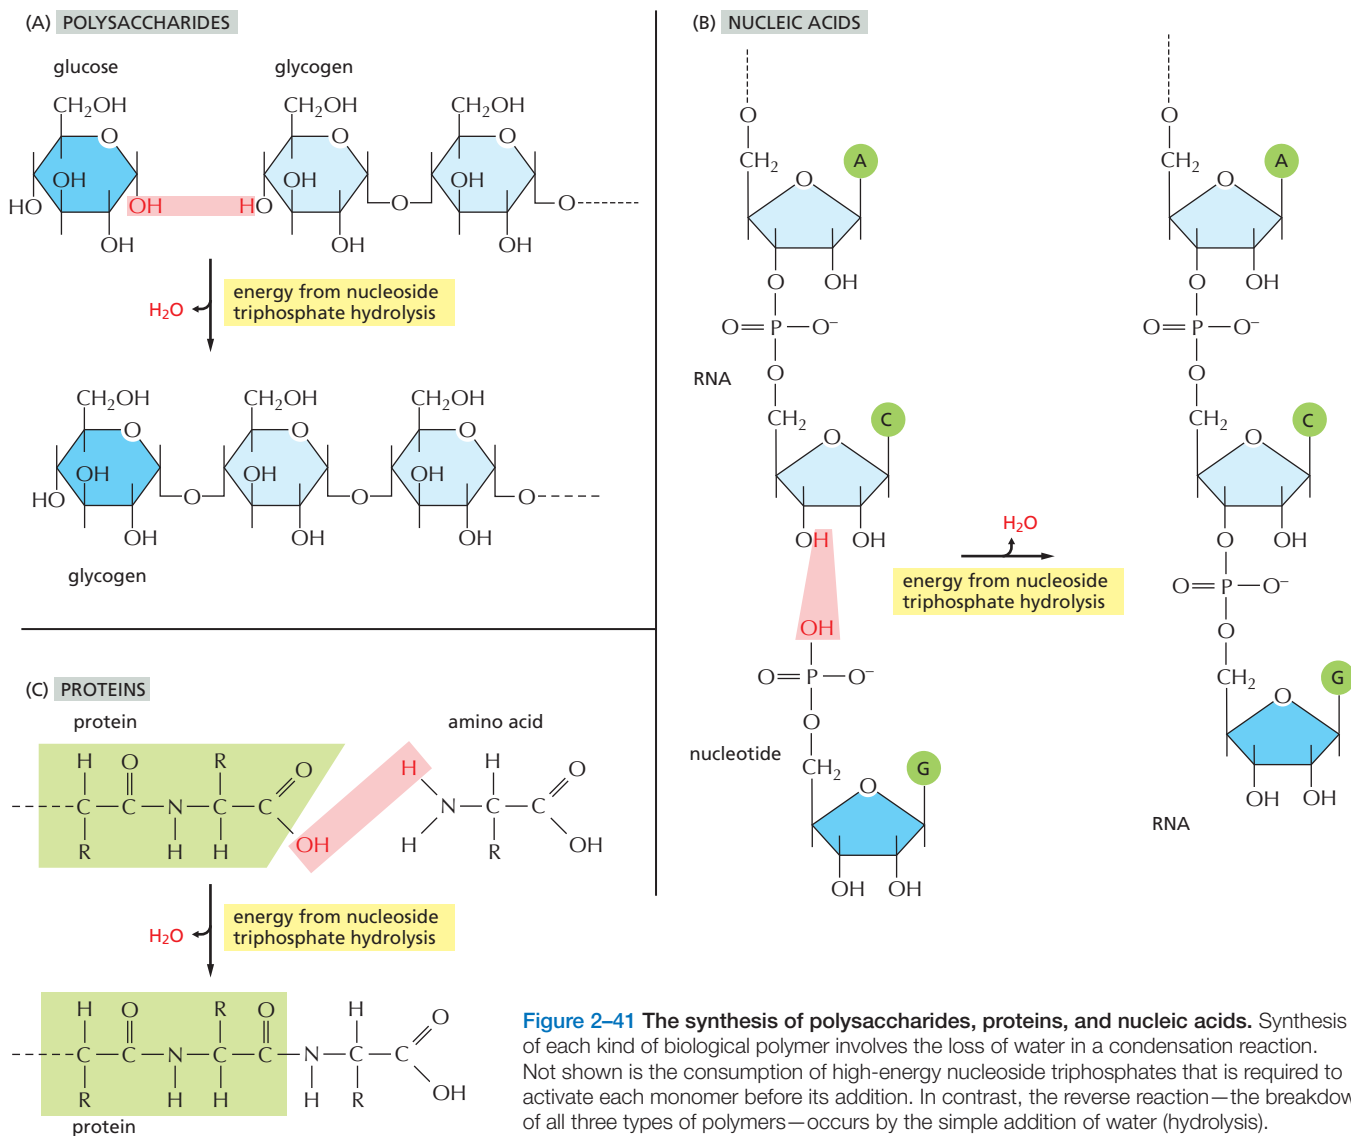 (A) POLYSACCHARIDES
glucose
glycogen
CH2OH
CH2OH
CH2OH
O
O
O
OH
OH
OH
HO
OH
HO
O
O
OH
OH
OH
H2O
energy from nucleoside
triphosphate hydrolysis
CH2OH
CH2OH
CH2OH
O
O
O
OH
OH
OH
HO
O
O
O
OH
OH
OH
glycogen
(B) NUCLEIC ACIDS
O
CH2
A
O
O
OH
O=P—O−
O
RNA
CH2
C
O
OH
OH
OH
O=P—O−
O
nucleotide
CH2
G
O
OH
OH
H2O
energy from nucleoside
triphosphate hydrolysis
O
CH2
A
O
O
OH
O=P—O−
O
CH2
C
O
O
OH
O=P—O−
O
CH2
G
O
OH
OH
RNA
(C) PROTEINS
protein
amino acid
H
O
R
O
H
H
O
C
C
N
C
C
N
C
C
R
H
H
OH
H
R
OH
H2O
energy from nucleoside
triphosphate hydrolysis
H
O
R
O
H
O
C
C
N
C
C
N
C
C
R
H
H
H
R
OH
protein
Figure 2–41 The synthesis of polysaccharides, proteins, and nucleic acids. Synthesis
of each kind of biological polymer involves the loss of water in a condensation reaction.
Not shown is the consumption of high-energy nucleoside triphosphates that is required to
activate each monomer before its addition. In contrast, the reverse reaction—the breakdown
of all three types of polymers—occurs by the simple addition of water (hydrolysis).